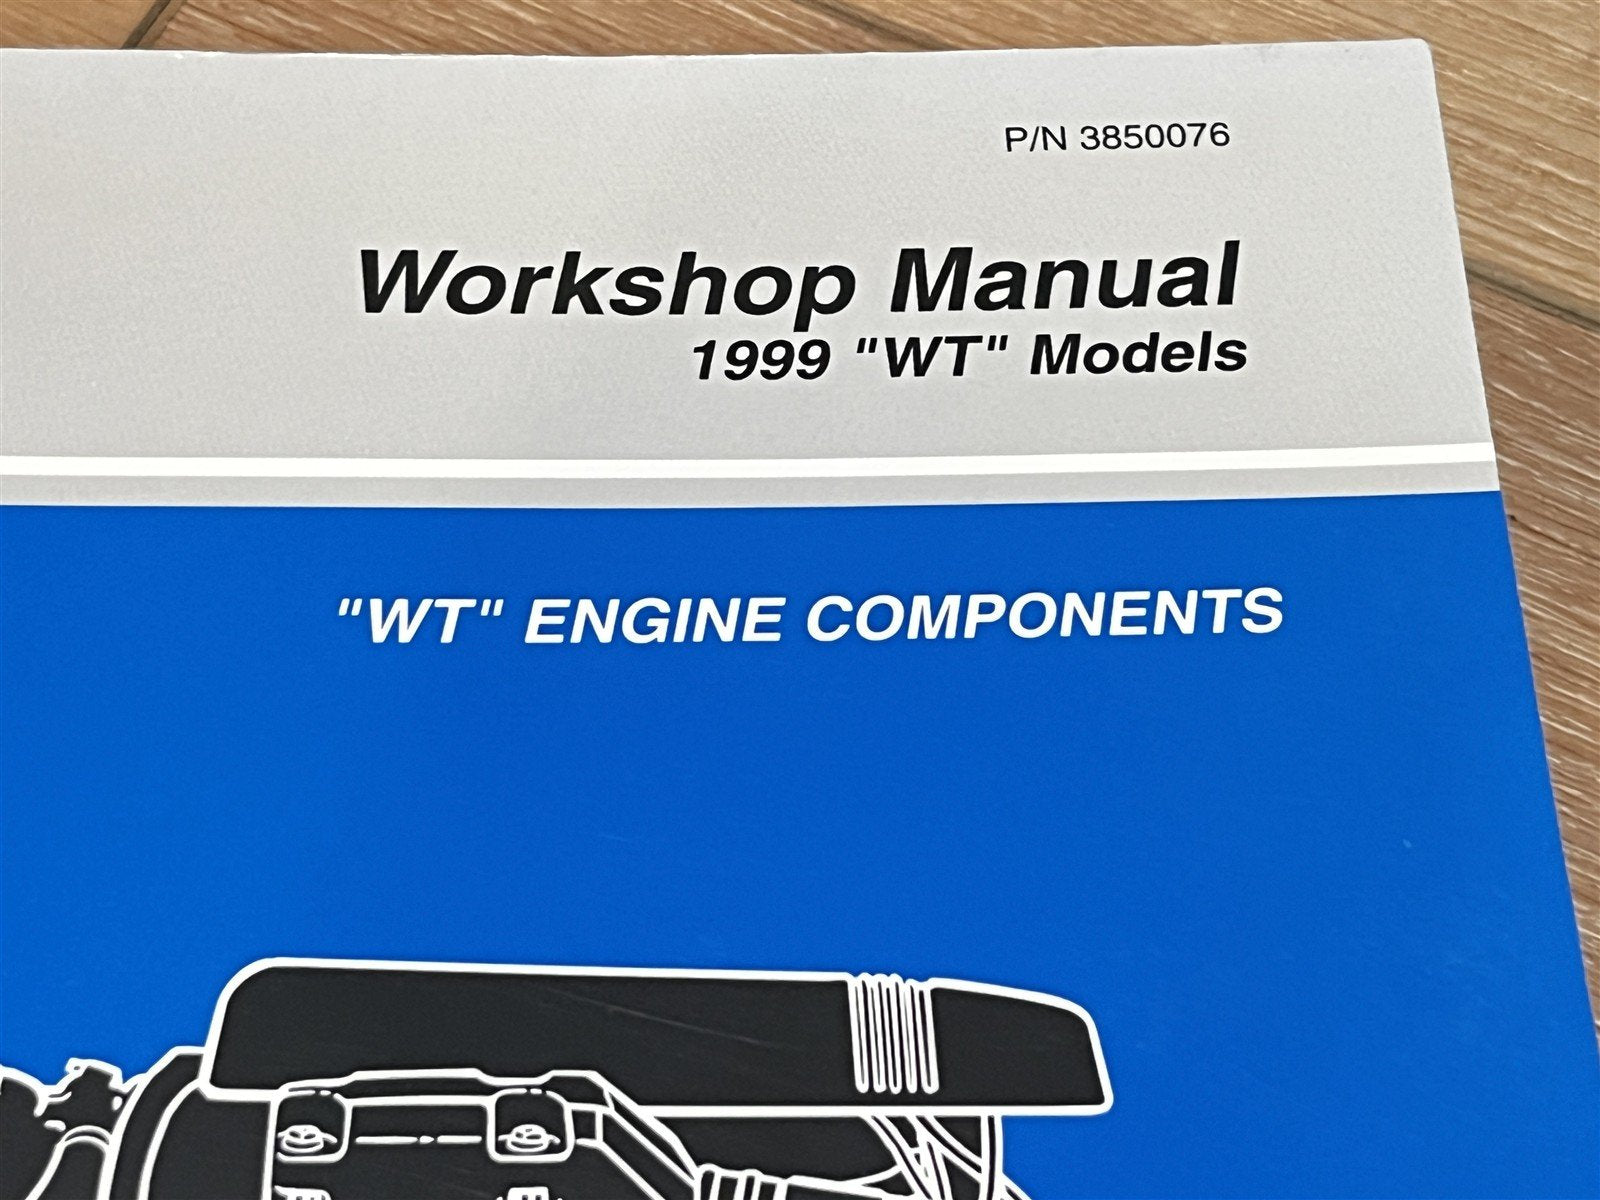 P/N 3850076
Workshop Manual
1999 "WT" Models
"WT" ENGINE COMPONENTS